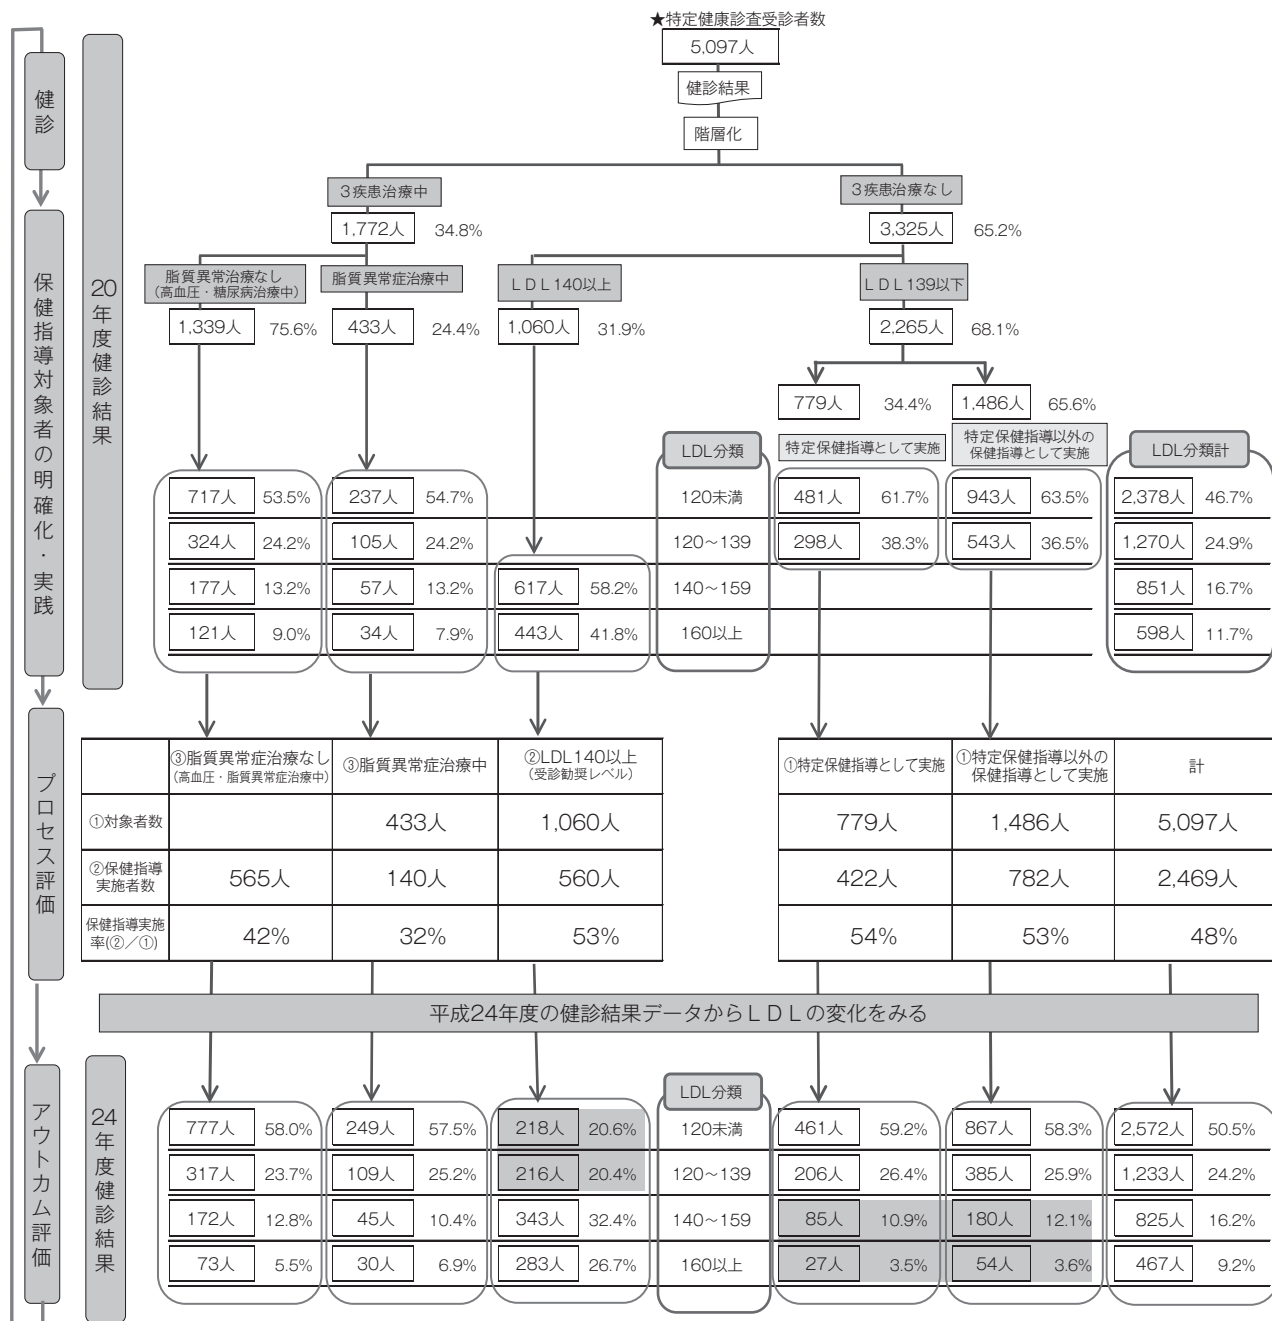 ★特定健康診査受診者数
5,097人
健診結果
階層化
健診
保健指導対象者の明確化・実践
プロセス評価
アウトカム評価
20年度健診結果
3疾患治療中
3疾患治療なし
1,772人 34.8%
3,325人 65.2%
脂質異常治療なし
(高血圧・糖尿病治療中)
脂質異常症治療中
LDL140以上
LDL139以下
1,339人 75.6%
433人 24.4%
1,060人 31.9%
2,265人 68.1%
779人 34.4%
1,486人 65.6%
LDL分類
特定保健指導として実施
特定保健指導以外の
保健指導として実施
LDL分類計
717人 53.5% 237人 54.7% 120未満 481人 61.7% 943人 63.5% 2,378人 46.7%
324人 24.2% 105人 24.2% 120～139 298人 38.3% 543人 36.5% 1,270人 24.9%
177人 13.2% 57人 13.2% 617人 58.2% 140～159 851人 16.7%
121人 9.0% 34人 7.9% 443人 41.8% 160以上 598人 11.7%
③脂質異常症治療なし
(高血圧・脂質異常症治療中)
③脂質異常症治療中
②LDL140以上
(受診勧奨レベル)
①特定保健指導として実施
①特定保健指導以外の
保健指導として実施
計
①対象者数 433人 1,060人 779人 1,486人 5,097人
②保健指導
実施者数
565人 140人 560人 422人 782人 2,469人
保健指導実施
率(②／①)
42% 32% 53% 54% 53% 48%
平成24年度の健診結果データからLDLの変化をみる
24年度健診結果
LDL分類
777人 58.0% 249人 57.5% 218人 20.6% 120未満 461人 59.2% 867人 58.3% 2,572人 50.5%
317人 23.7% 109人 25.2% 216人 20.4% 120～139 206人 26.4% 385人 25.9% 1,233人 24.2%
172人 12.8% 45人 10.4% 343人 32.4% 140～159 85人 10.9% 180人 12.1% 825人 16.2%
73人 5.5% 30人 6.9% 283人 26.7% 160以上 27人 3.5% 54人 3.6% 467人 9.2%